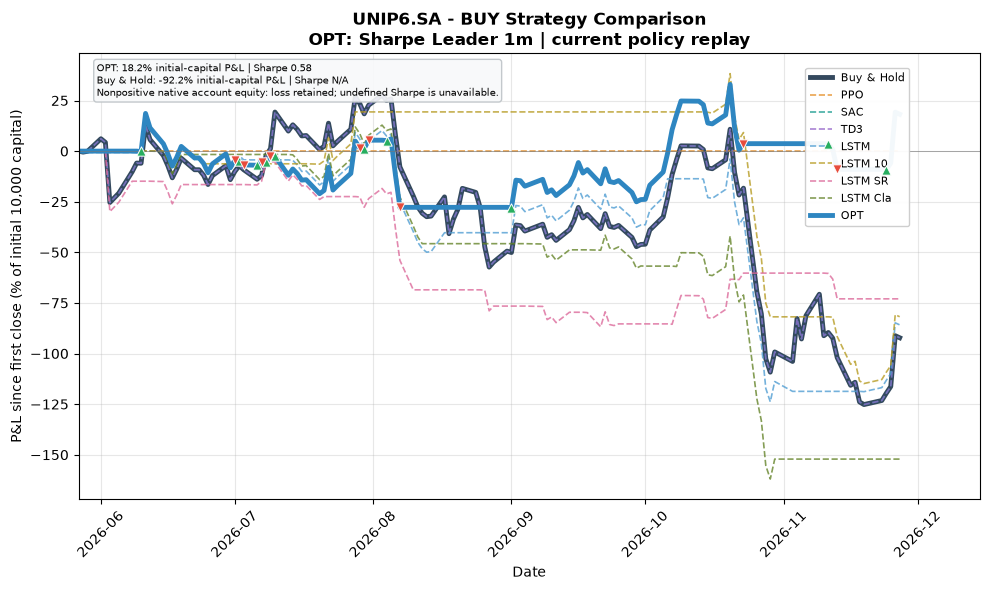 UNIP6.SA - BUY Strategy Comparison
OPT: Sharpe Leader 1m | current policy replay
OPT: 18.2% initial-capital P&L | Sharpe 0.58
Buy & Hold: -92.2% initial-capital P&L | Sharpe N/A
Nonpositive native account equity: loss retained; undefined Sharpe is unavailable.
Buy & Hold
PPO
SAC
TD3
LSTM
LSTM 10
LSTM SR
LSTM Cla
OPT
P&L since first close (% of initial 10,000 capital)
25
0
−25
−50
−75
−100
−125
−150
2026-06
2026-07
2026-08
2026-09
2026-10
2026-11
2026-12
Date